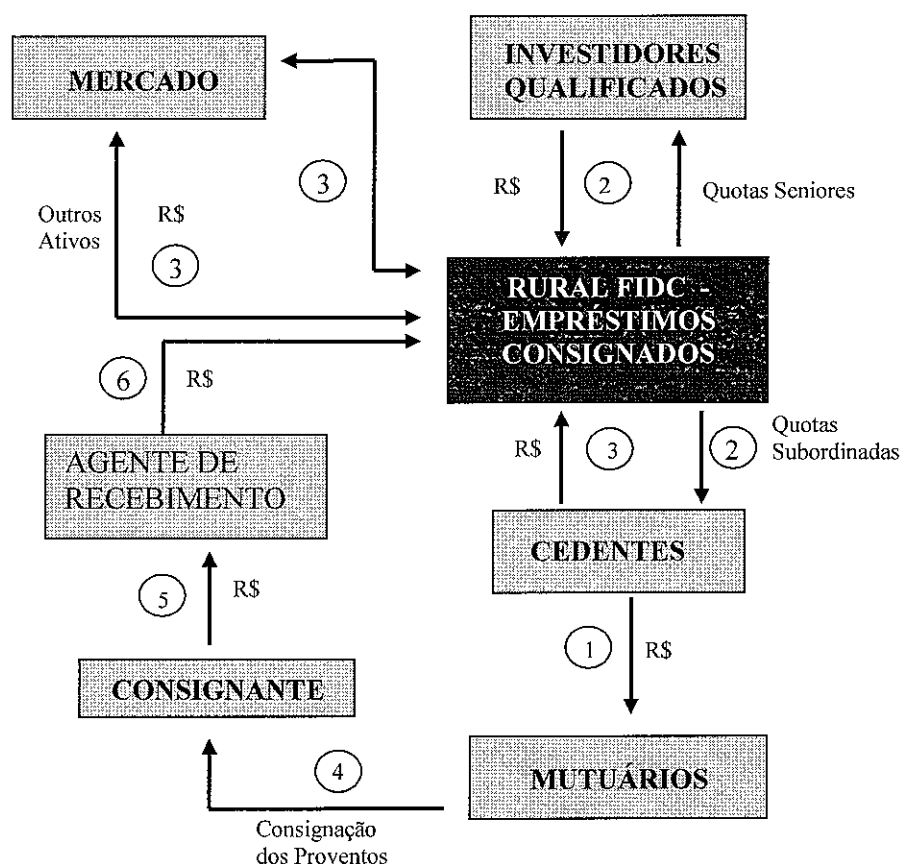 MERCADO
INVESTIDORES
QUALIFICADOS
3
R$
2
Quotas Seniores
Outros
Ativos
R$
3
RURAL FIDC -
EMPRÉSTIMOS
CONSIGNADOS
6
R$
AGENTE DE
RECEBIMENTO
R$
3
2
Quotas
Subordinadas
CEDENTES
5
R$
1
R$
CONSIGNANTE
4
MUTUÁRIOS
Consignação
dos Proventos